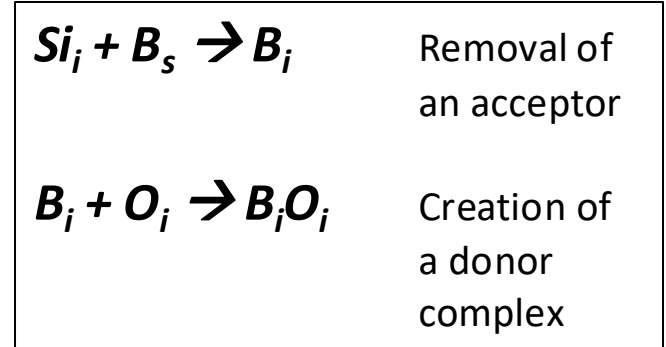 Si_i + B_s → B_i Removal of
an acceptor
B_i + O_i → B_iO_i Creation of
a donor
complex